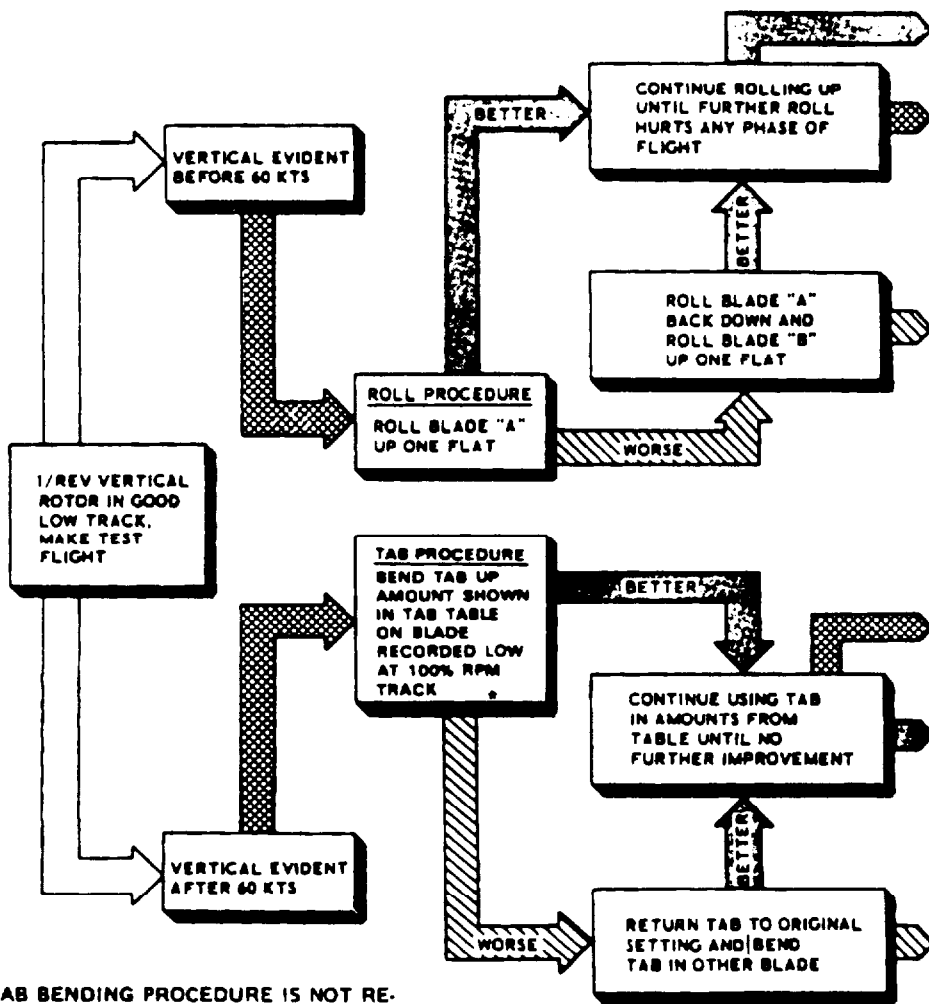 1/REV VERTICAL
ROTOR IN GOOD
LOW TRACK,
MAKE TEST
FLIGHT
VERTICAL EVIDENT
BEFORE 60 KTS
ROLL PROCEDURE
ROLL BLADE "A"
UP ONE FLAT
BETTER
CONTINUE ROLLING UP
UNTIL FURTHER ROLL
HURTS ANY PHASE OF
FLIGHT
BETTER
ROLL BLADE "A"
BACK DOWN AND
ROLL BLADE "B"
UP ONE FLAT
WORSE
VERTICAL EVIDENT
AFTER 60 KTS
TAB PROCEDURE
BEND TAB UP
AMOUNT SHOWN
IN TAB TABLE
ON BLADE
RECORDED LOW
AT 100% RPM
TRACK *
BETTER
CONTINUE USING TAB
IN AMOUNTS FROM
TABLE UNTIL NO
FURTHER IMPROVEMENT
BETTER
WORSE
RETURN TAB TO ORIGINAL
SETTING AND BEND
TAB IN OTHER BLADE
AB BENDING PROCEDURE IS NOT RE-